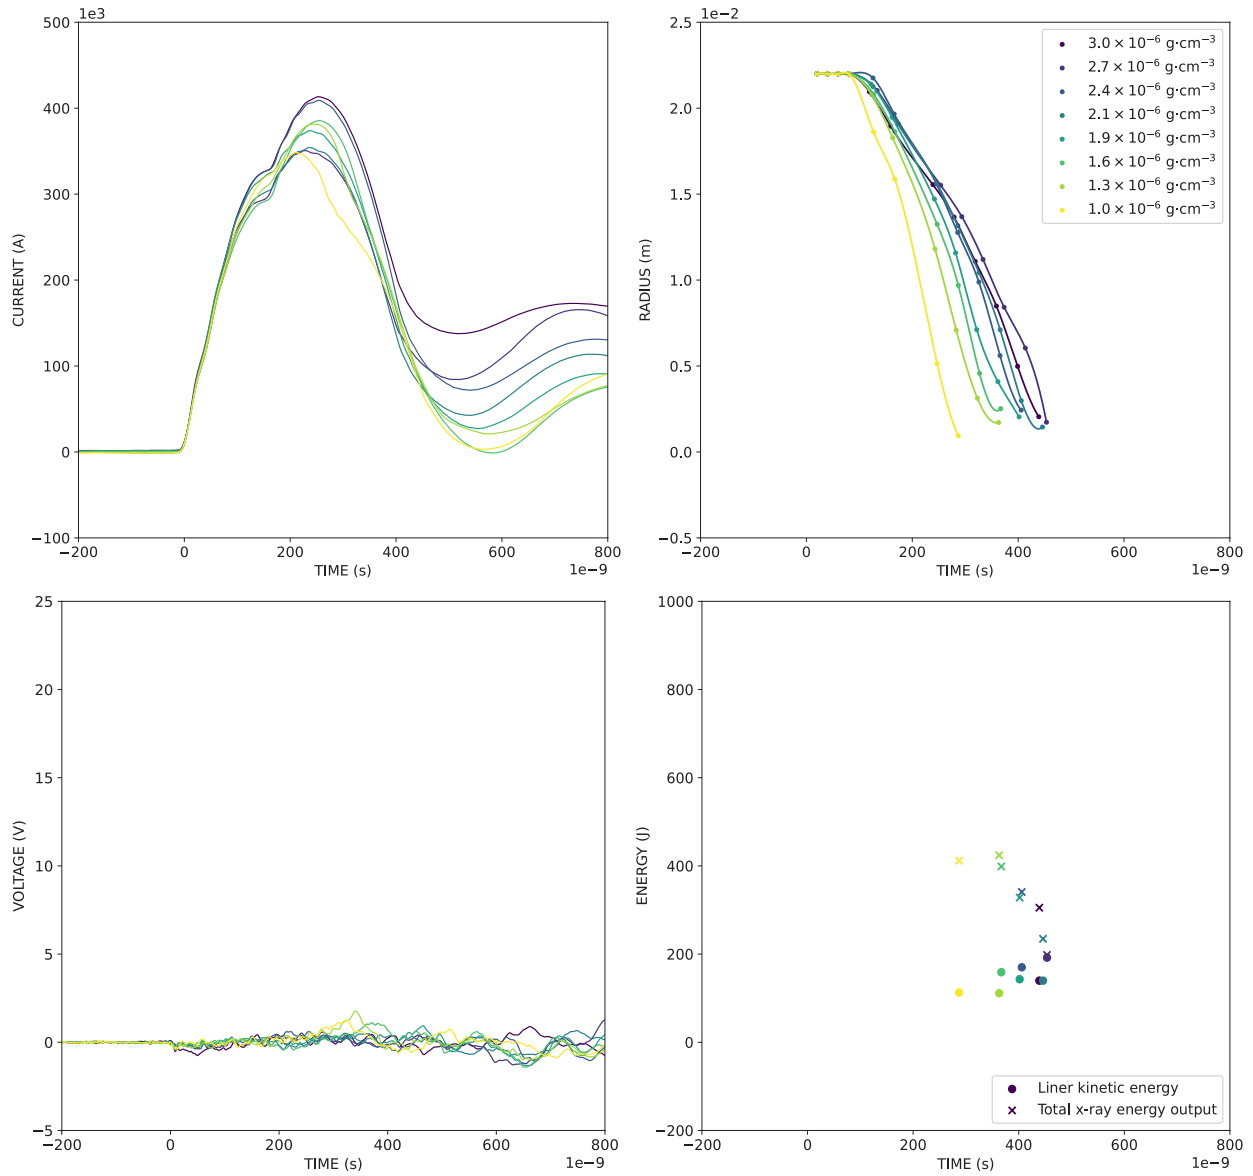 1e3
500
400
300
200
100
0
−100
CURRENT (A)
−200 0 200 400 600 800
TIME (s)
1e−9
1e−2
2.5
2.0
1.5
1.0
0.5
0.0
−0.5
RADIUS (m)
3.0 × 10⁻⁶ g·cm⁻³
2.7 × 10⁻⁶ g·cm⁻³
2.4 × 10⁻⁶ g·cm⁻³
2.1 × 10⁻⁶ g·cm⁻³
1.9 × 10⁻⁶ g·cm⁻³
1.6 × 10⁻⁶ g·cm⁻³
1.3 × 10⁻⁶ g·cm⁻³
1.0 × 10⁻⁶ g·cm⁻³
−200 0 200 400 600 800
TIME (s)
1e−9
25
20
15
10
5
0
−5
VOLTAGE (V)
−200 0 200 400 600 800
TIME (s)
1e−9
1000
800
600
400
200
0
−200
ENERGY (J)
Liner kinetic energy
Total x-ray energy output
−200 0 200 400 600 800
TIME (s)
1e−9